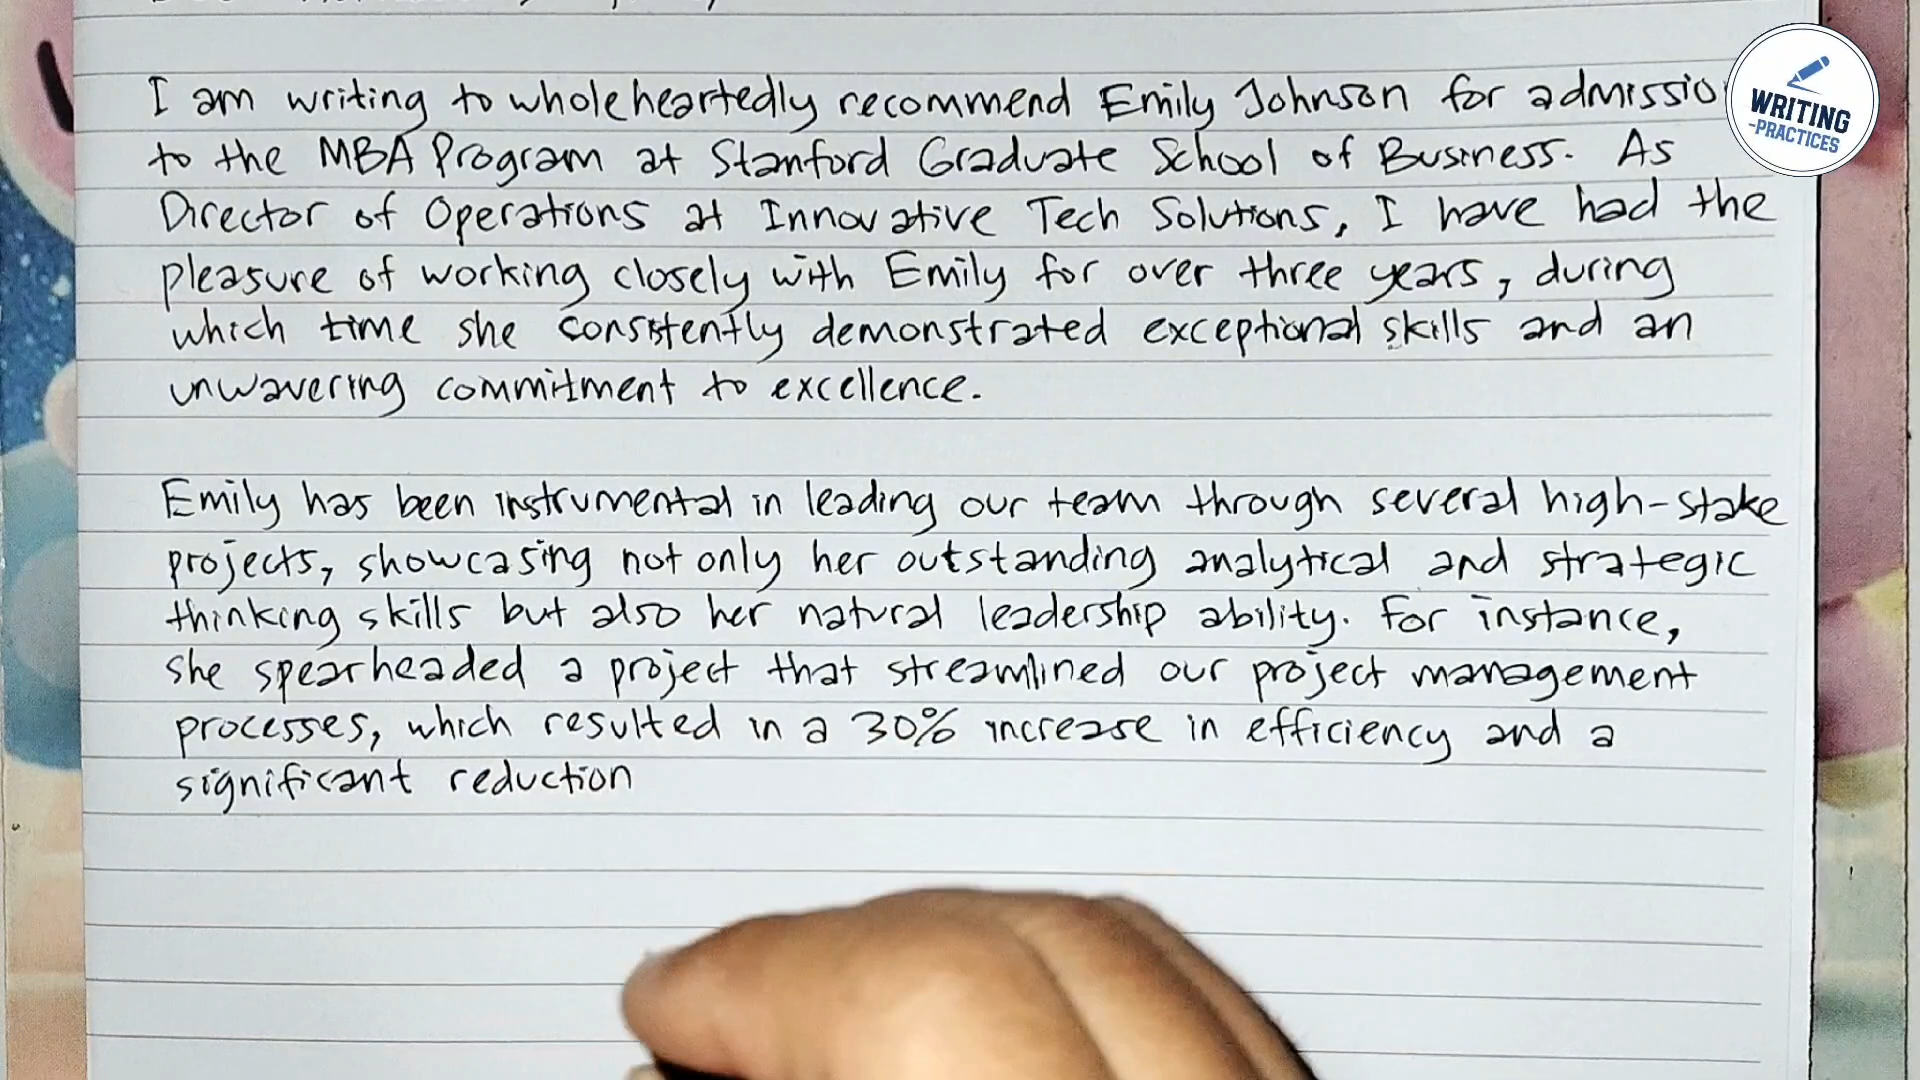 I am writing to wholeheartedly recommend Emily Johnson for admissio
to the MBA Program at Stanford Graduate School of Business. As
Director of Operations at Innovative Tech Solutions, I have had the
pleasure of working closely with Emily for over three years, during
which time she consistently demonstrated exceptional skills and an
unwavering commitment to excellence.
Emily has been instrumental in leading our team through several high-stake
projects, showcasing not only her outstanding analytical and strategic
thinking skills but also her natural leadership ability. For instance,
she spearheaded a project that streamlined our project management
processes, which resulted in a 30% increase in efficiency and a
significant reduction
WRITING
-PRACTICES